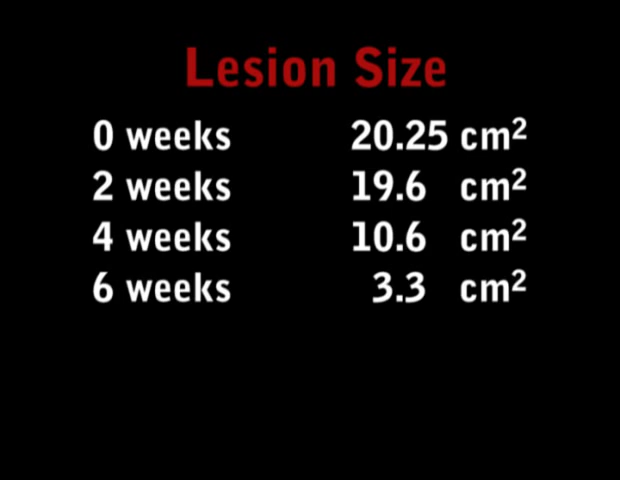 Lesion Size
0 weeks 20.25 cm²
2 weeks 19.6 cm²
4 weeks 10.6 cm²
6 weeks 3.3 cm²